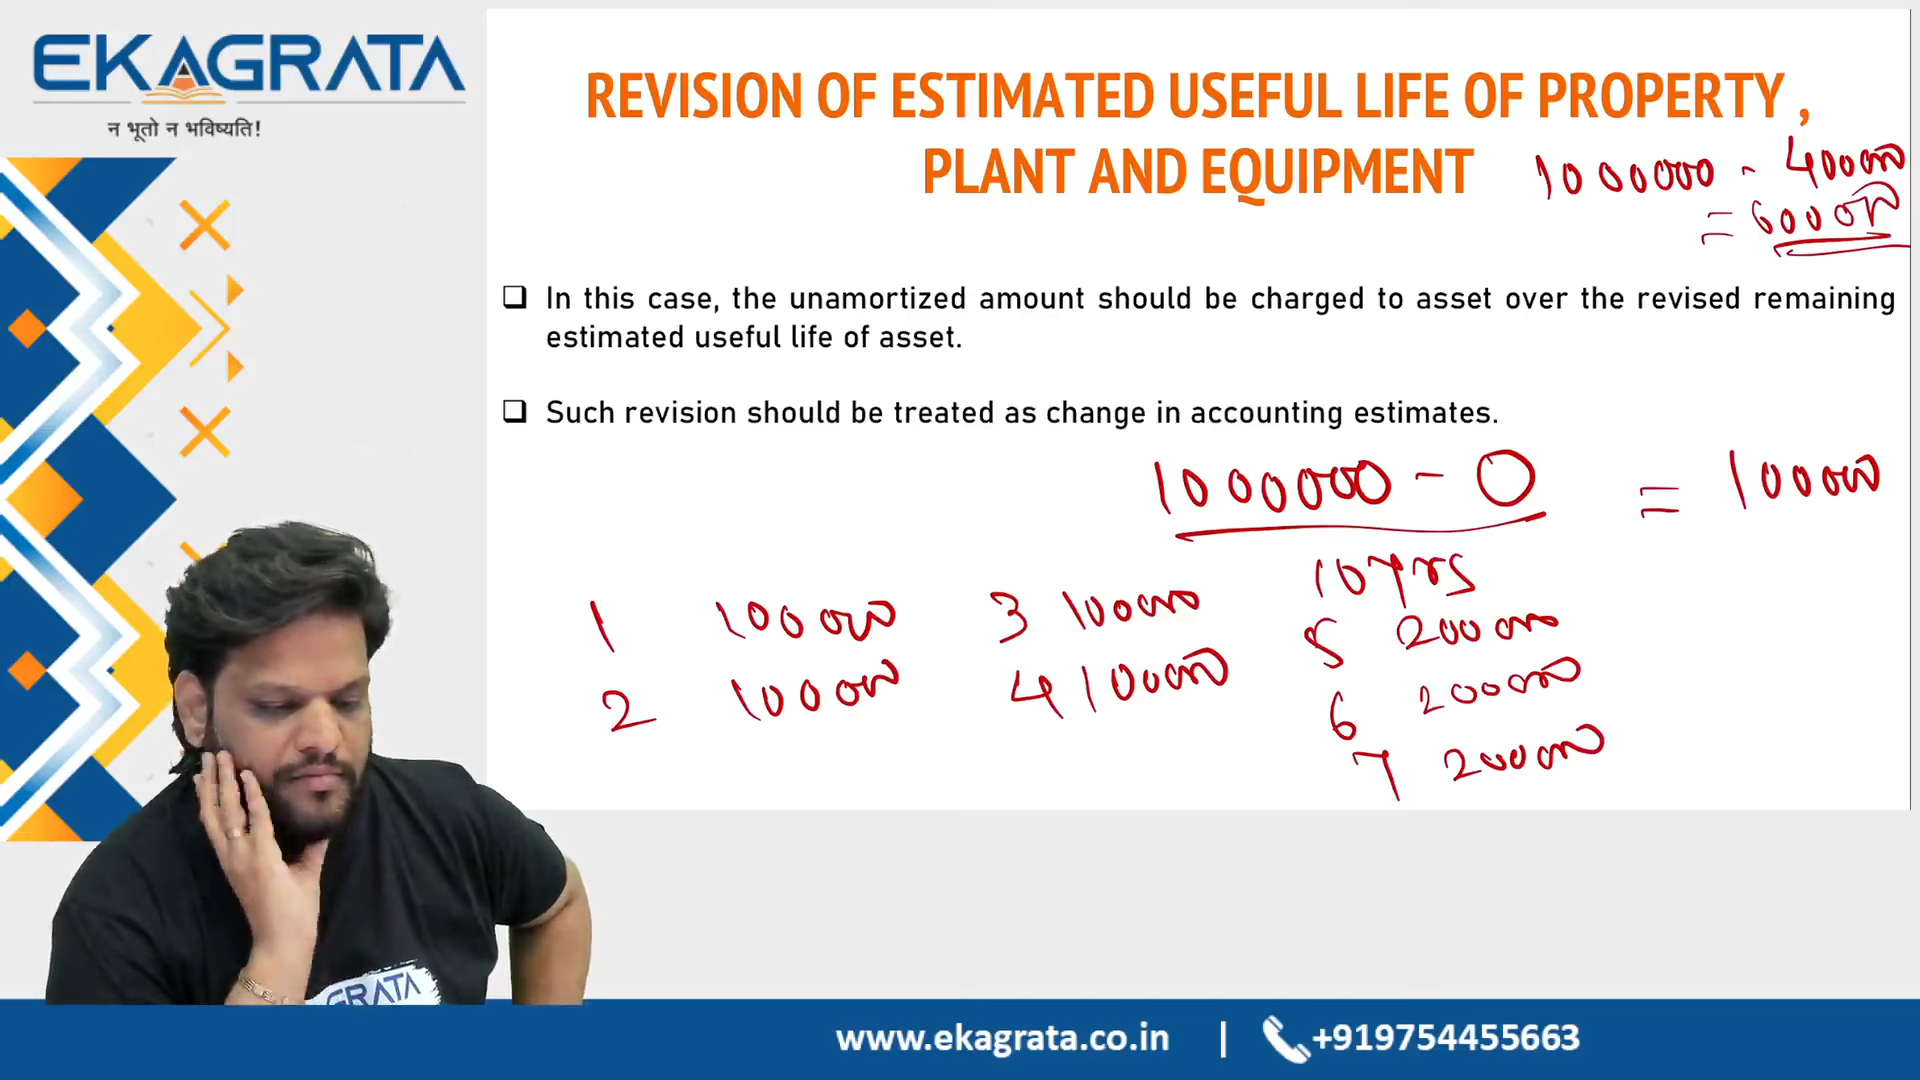 EKAGRATA
न भूतो न भविष्यति!
REVISION OF ESTIMATED USEFUL LIFE OF PROPERTY ,
PLANT AND EQUIPMENT
1000000 - 400000
= 600000
❑ In this case, the unamortized amount should be charged to asset over the revised remaining
estimated useful life of asset.
❑ Such revision should be treated as change in accounting estimates.
1000000 - 0 = 100000
10yrs
1 100000 3 100000 5 200000
2 100000 4 100000 6 200000
7 200000
GRATA
www.ekagrata.co.in | +919754455663